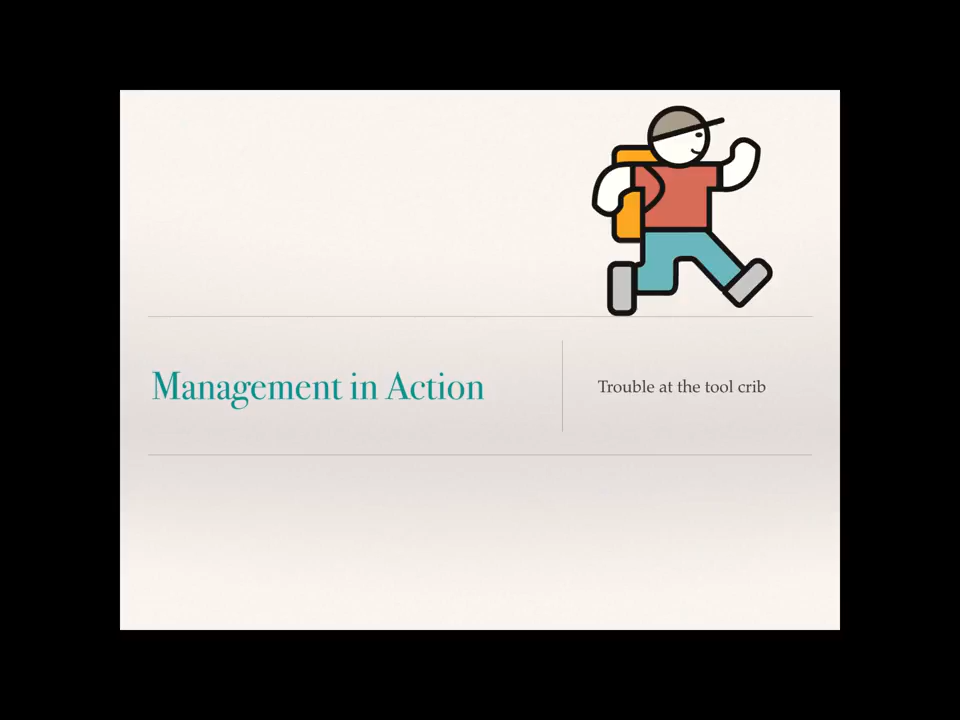 Management in Action
Trouble at the tool crib